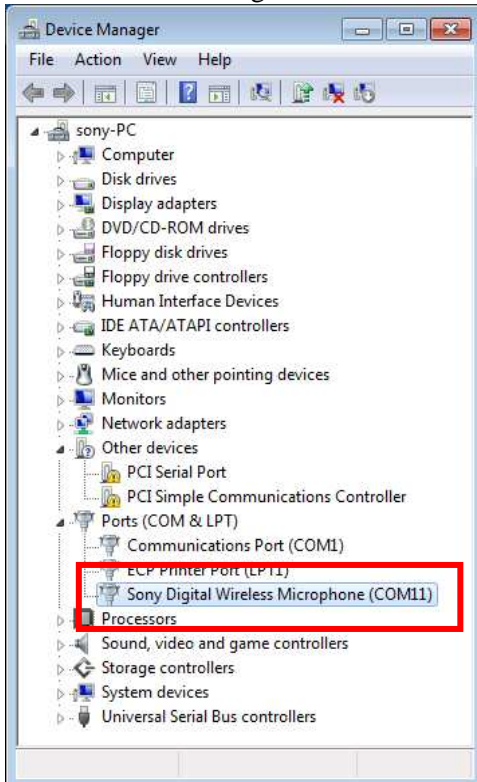 Device Manager
File Action View Help
sony-PC
Computer
Disk drives
Display adapters
DVD/CD-ROM drives
Floppy disk drives
Floppy drive controllers
Human Interface Devices
IDE ATA/ATAPI controllers
Keyboards
Mice and other pointing devices
Monitors
Network adapters
Other devices
PCI Serial Port
PCI Simple Communications Controller
Ports (COM & LPT)
Communications Port (COM1)
ECP Printer Port (LPT1)
Sony Digital Wireless Microphone (COM11)
Processors
Sound, video and game controllers
Storage controllers
System devices
Universal Serial Bus controllers